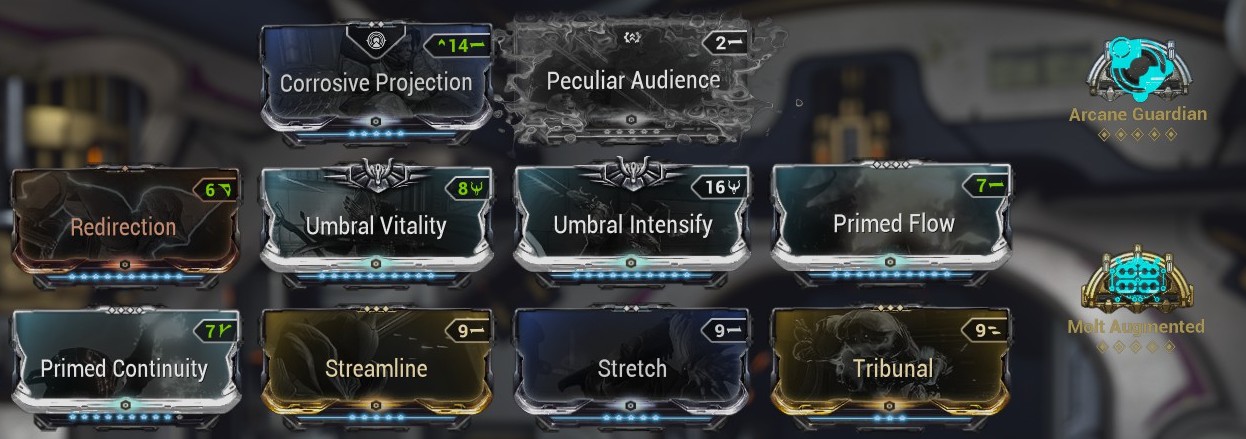 14
Corrosive Projection
2
Peculiar Audience
Arcane Guardian
6
Redirection
8
Umbral Vitality
16
Umbral Intensify
7
Primed Flow
Molt Augmented
7
Primed Continuity
9
Streamline
9
Stretch
9
Tribunal